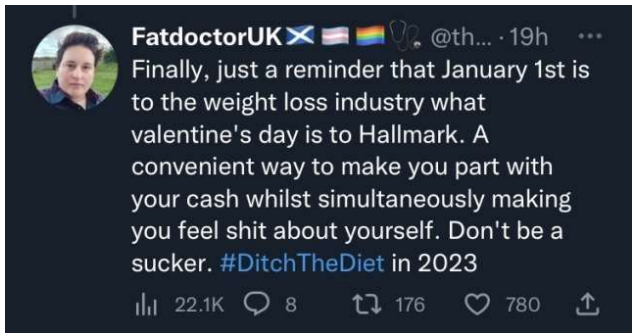 FatdoctorUK🏴󠁧󠁢󠁳󠁣󠁴󠁿 🏳️‍⚧️ 🏳️‍🌈 🩺 @th... · 19h ...
Finally, just a reminder that January 1st is
to the weight loss industry what
valentine's day is to Hallmark. A
convenient way to make you part with
your cash whilst simultaneously making
you feel shit about yourself. Don't be a
sucker. #DitchTheDiet in 2023
22.1K 8 176 780